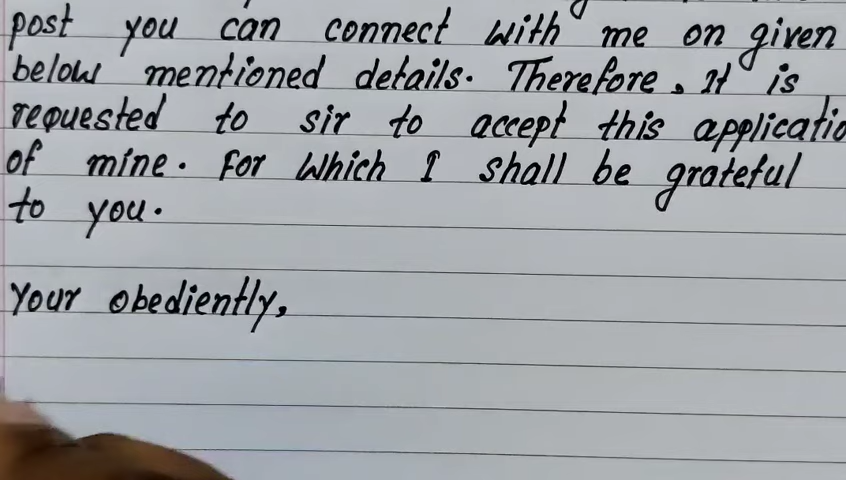 post you can connect with me on given
below mentioned details. Therefore, It is
requested to sir to accept this applicatio
of mine. For Which I shall be grateful
to you.
Your obediently,